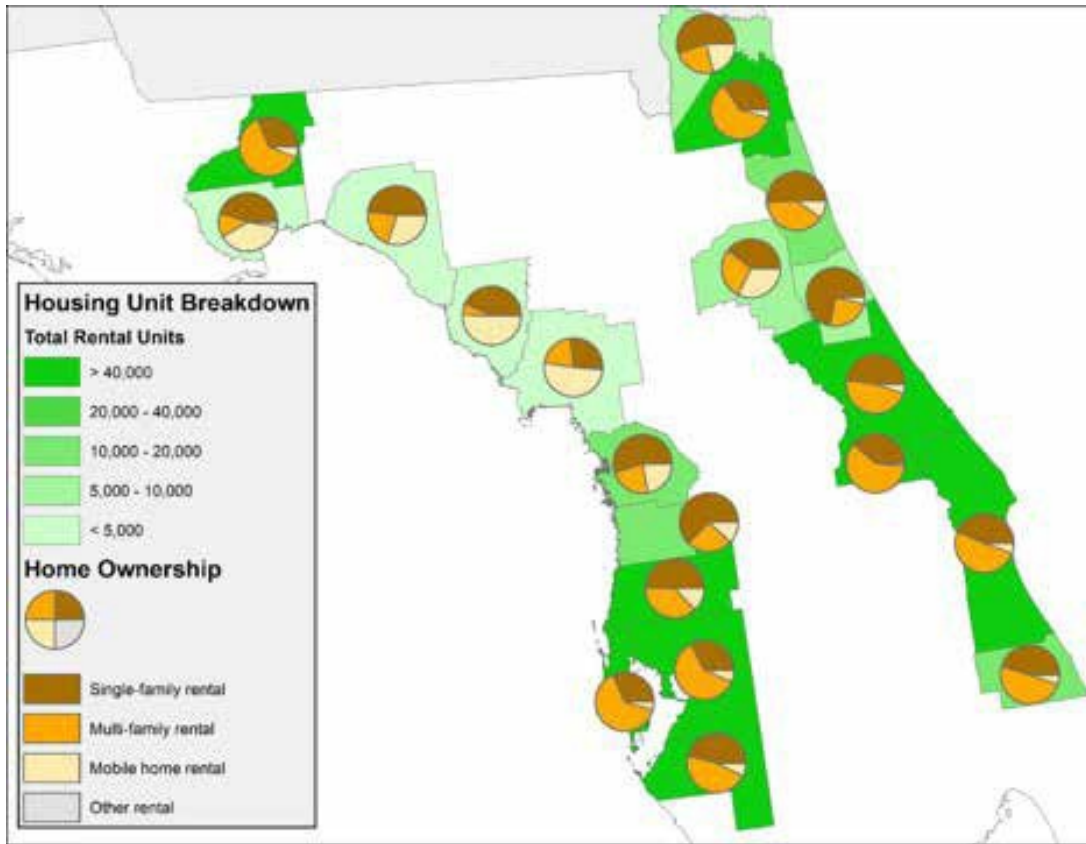 Housing Unit Breakdown
Total Rental Units
> 40,000
20,000 - 40,000
10,000 - 20,000
5,000 - 10,000
< 5,000
Home Ownership
Single-family rental
Multi-family rental
Mobile home rental
Other rental